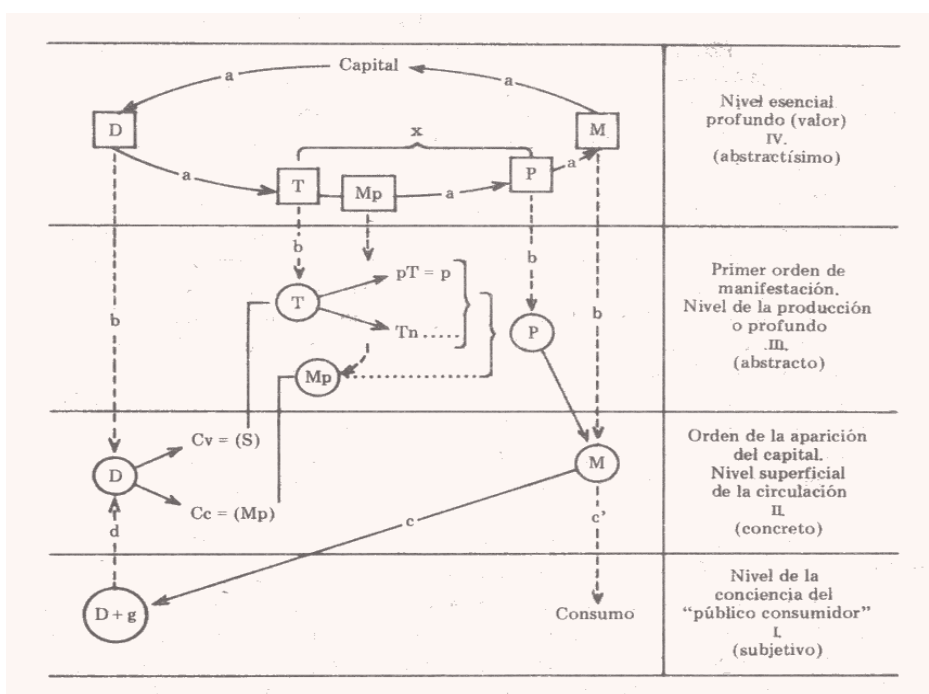 Capital
a
a
D
M
x
a
T
Mp
a
P
a
Nivel esencial
profundo (valor)
IV.
(abstractísimo)
b
b
b
b
T
pT = p
Tn
Mp
P
Primer orden de
manifestación.
Nivel de la producción
o profundo
III.
(abstracto)
D
Cv = (S)
Cc = (Mp)
M
d
c
c'
Orden de la aparición
del capital.
Nivel superficial
de la circulación
II.
(concreto)
D + g
Consumo
Nivel de la
conciencia del
“público consumidor”
I.
(subjetivo)